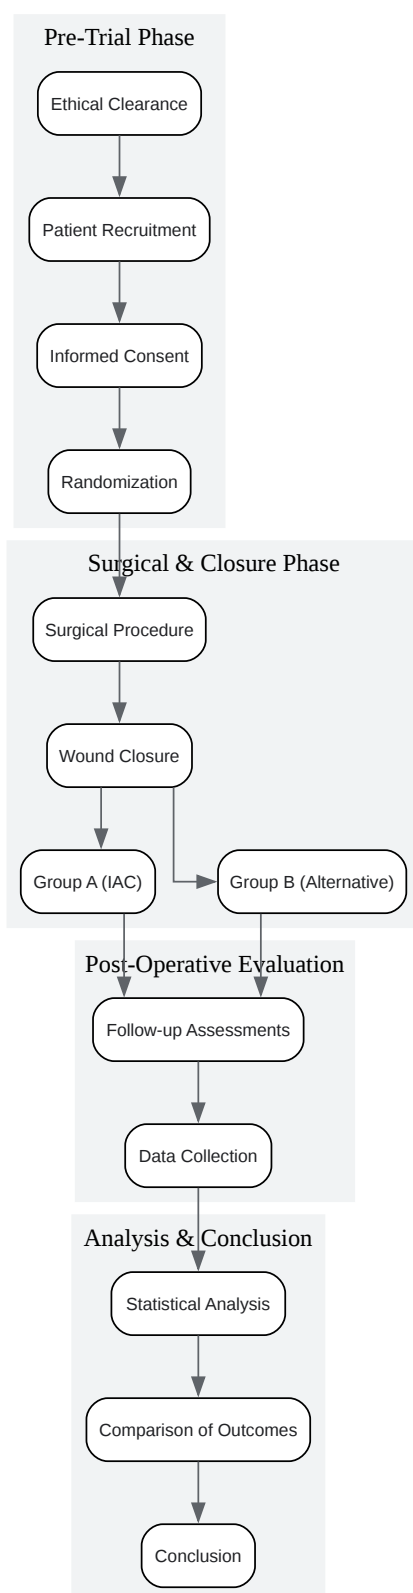 Pre-Trial Phase
Ethical Clearance
Patient Recruitment
Informed Consent
Randomization
Surgical & Closure Phase
Surgical Procedure
Wound Closure
Group A (IAC)
Group B (Alternative)
Post-Operative Evaluation
Follow-up Assessments
Data Collection
Analysis & Conclusion
Statistical Analysis
Comparison of Outcomes
Conclusion